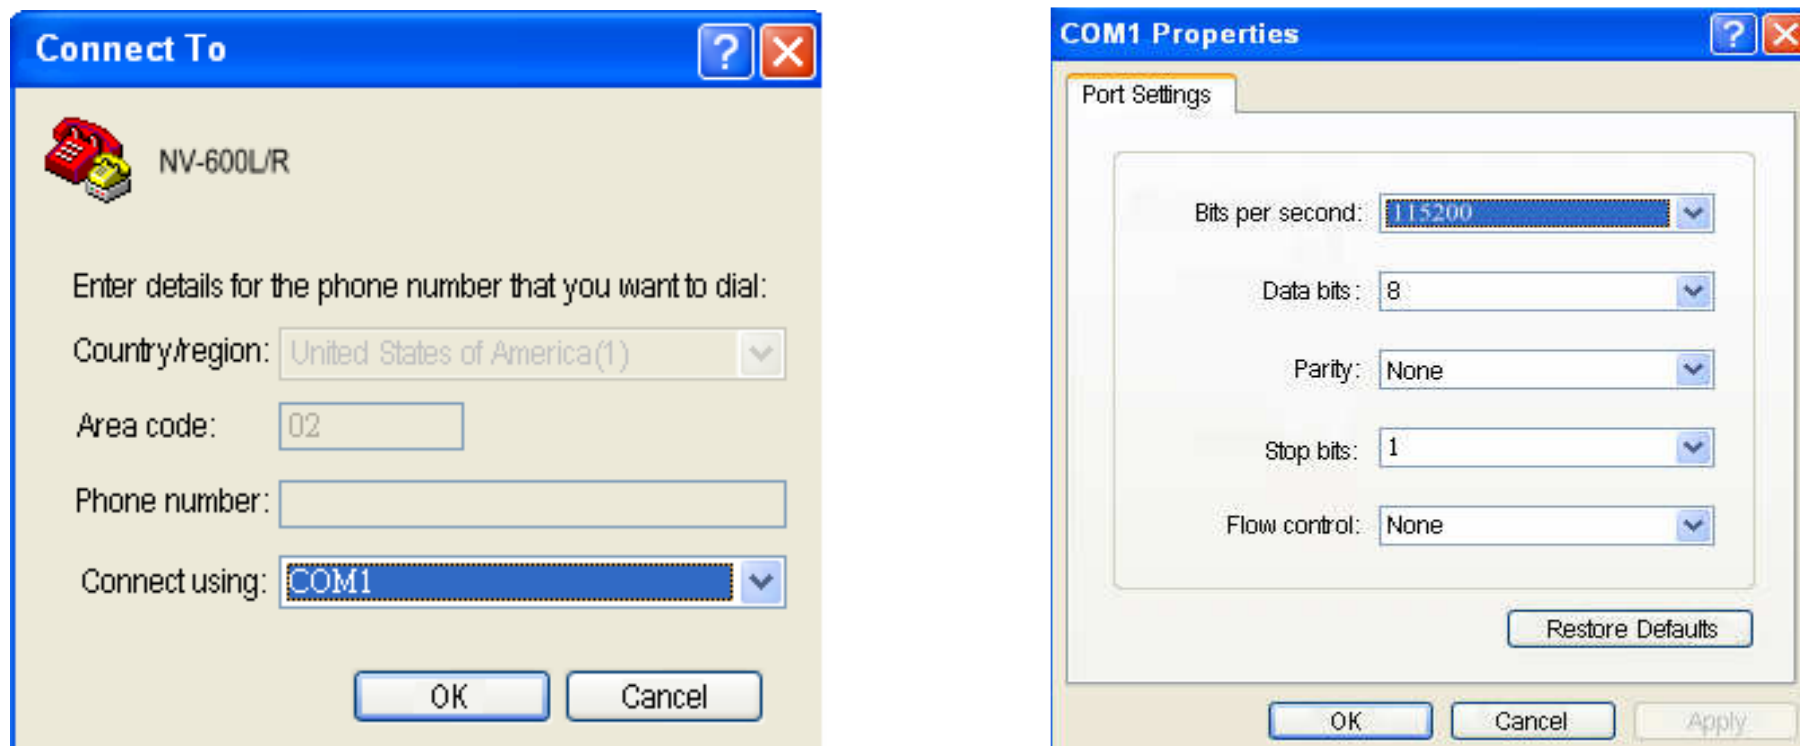 Connect To
NV-600L/R
Enter details for the phone number that you want to dial:
Country/region: United States of America(1)
Area code: 02
Phone number:
Connect using: COM1
OK Cancel
COM1 Properties
Port Settings
Bits per second: 115200
Data bits: 8
Parity: None
Stop bits: 1
Flow control: None
Restore Defaults
OK Cancel Apply